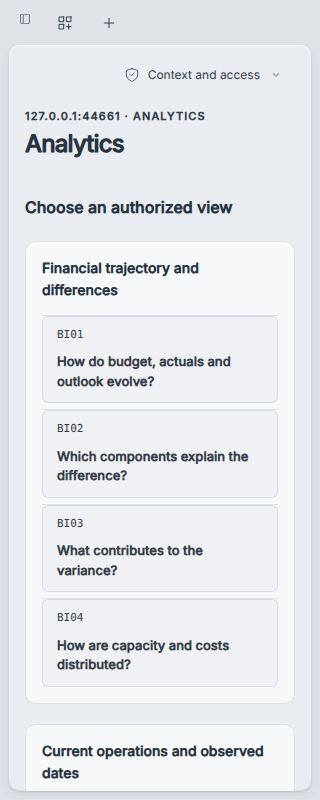 Context and access
127.0.0.1:44661 · ANALYTICS
Analytics
Choose an authorized view
Financial trajectory and
differences
BI01
How do budget, actuals and
outlook evolve?
BI02
Which components explain the
difference?
BI03
What contributes to the
variance?
BI04
How are capacity and costs
distributed?
Current operations and observed
dates